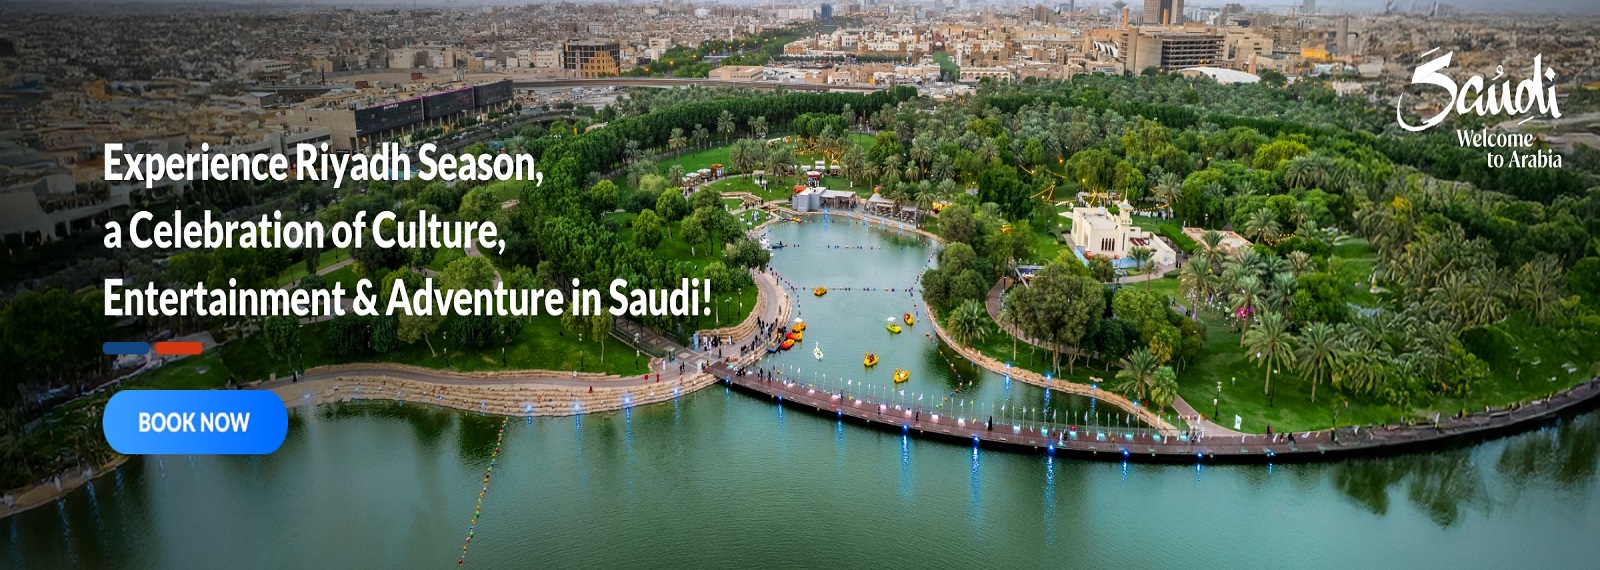 Experience Riyadh Season,
a Celebration of Culture,
Entertainment & Adventure in Saudi!
BOOK NOW
Saudi
Welcome
to Arabia